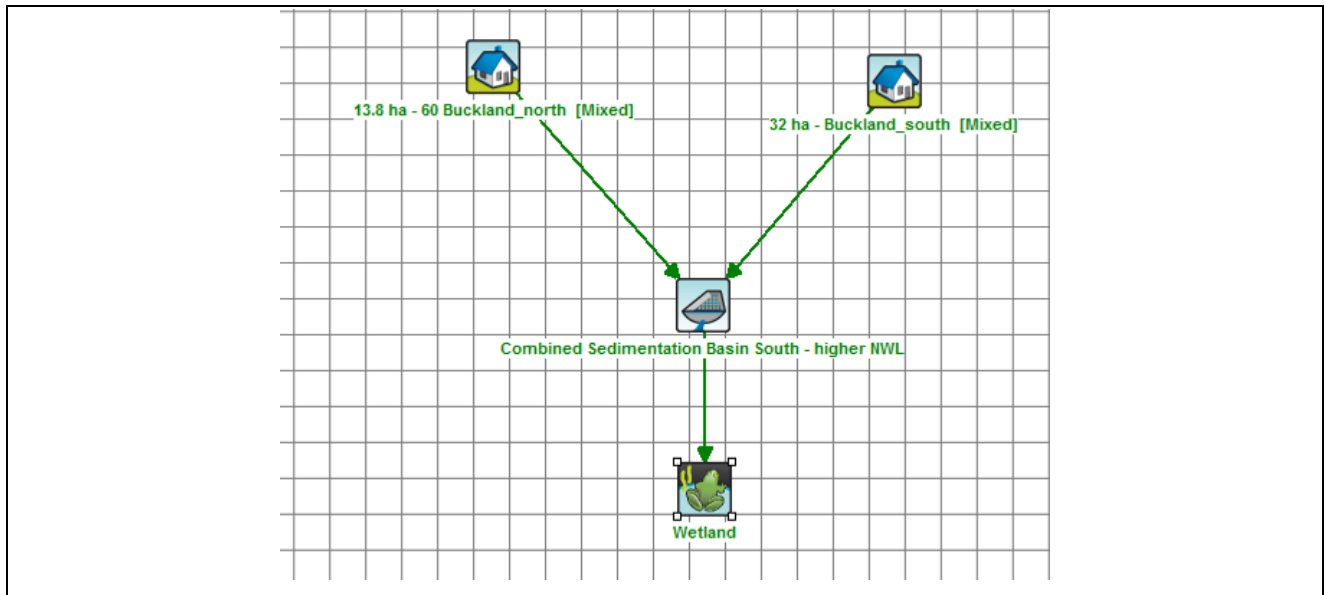 13.8 ha - 60 Buckland_north [Mixed]
32 ha - Buckland_south [Mixed]
Combined Sedimentation Basin South - higher NWL
Wetland